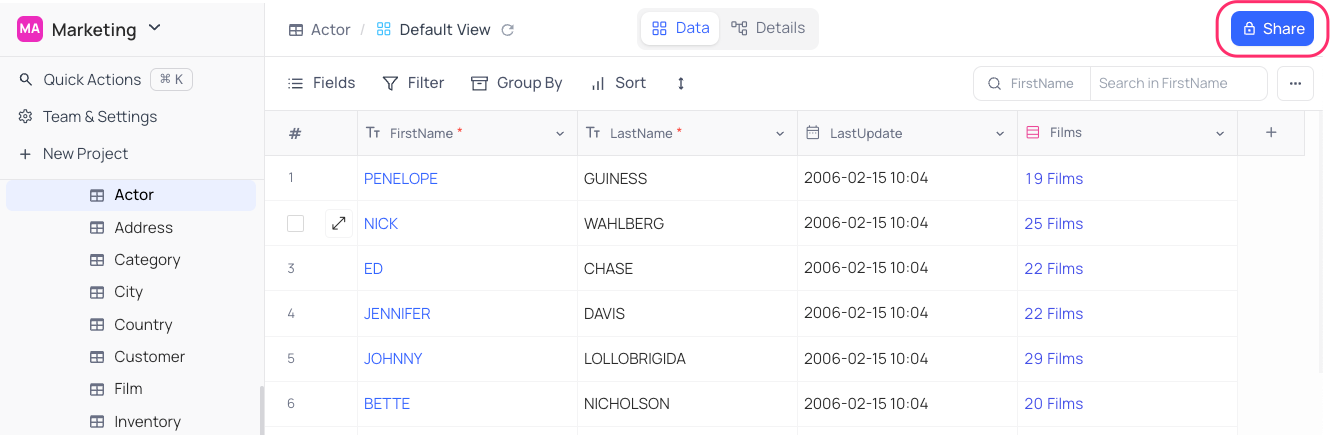 MA Marketing
Actor / Default View
Data
Details
Share
Quick Actions ⌘ K
Team & Settings
New Project
Actor
Address
Category
City
Country
Customer
Film
Inventory
Fields
Filter
Group By
Sort
FirstName
Search in FirstName
# FirstName * LastName * LastUpdate Films
1 PENELOPE GUINESS 2006-02-15 10:04 19 Films
NICK WAHLBERG 2006-02-15 10:04 25 Films
3 ED CHASE 2006-02-15 10:04 22 Films
4 JENNIFER DAVIS 2006-02-15 10:04 22 Films
5 JOHNNY LOLLOBRIGIDA 2006-02-15 10:04 29 Films
6 BETTE NICHOLSON 2006-02-15 10:04 20 Films